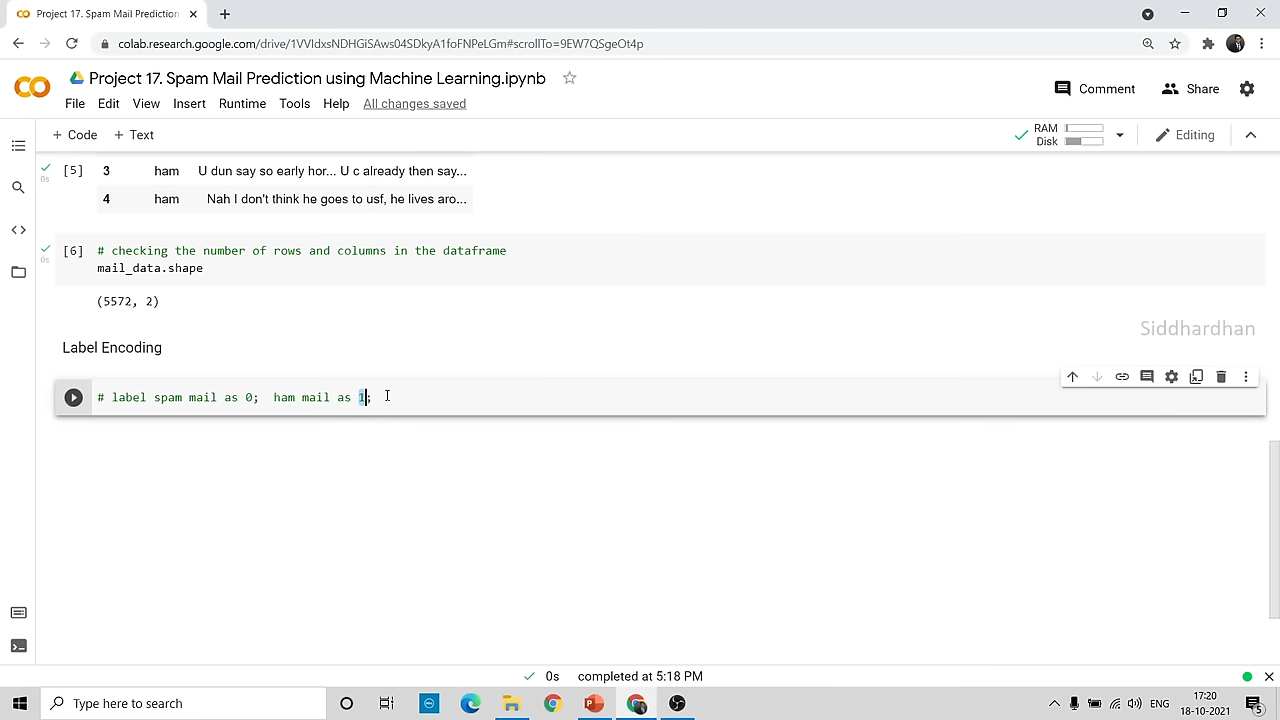 Project 17. Spam Mail Prediction
colab.research.google.com/drive/1VVIdxsNDHGiSAws04SDkyA1foFNPeLGm#scrollTo=9EW7QSgeOt4p
Project 17. Spam Mail Prediction using Machine Learning.ipynb
Comment
Share
File Edit View Insert Runtime Tools Help All changes saved
+ Code + Text
RAM
Disk
Editing
[5] 3 ham U dun say so early hor... U c already then say...
0s
4 ham Nah I don't think he goes to usf, he lives aro...
[6] # checking the number of rows and columns in the dataframe
0s
mail_data.shape
(5572, 2)
Siddhardhan
Label Encoding
# label spam mail as 0;  ham mail as 1;
0s completed at 5:18 PM
Type here to search
ENG
17:20
18-10-2021
5